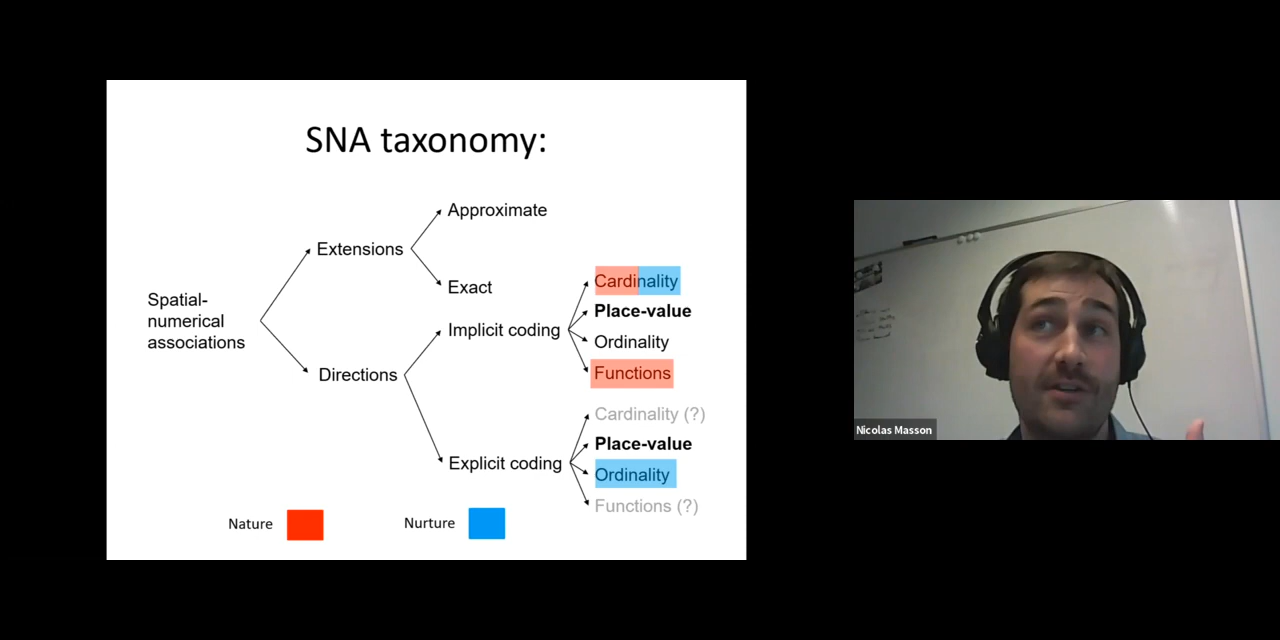 SNA taxonomy:
Approximate
Extensions
Exact
Cardinality
Spatial-
numerical
associations
Place-value
Implicit coding
Ordinality
Directions
Functions
Cardinality (?)
Place-value
Explicit coding
Ordinality
Functions (?)
Nature
Nurture
Nicolas Masson